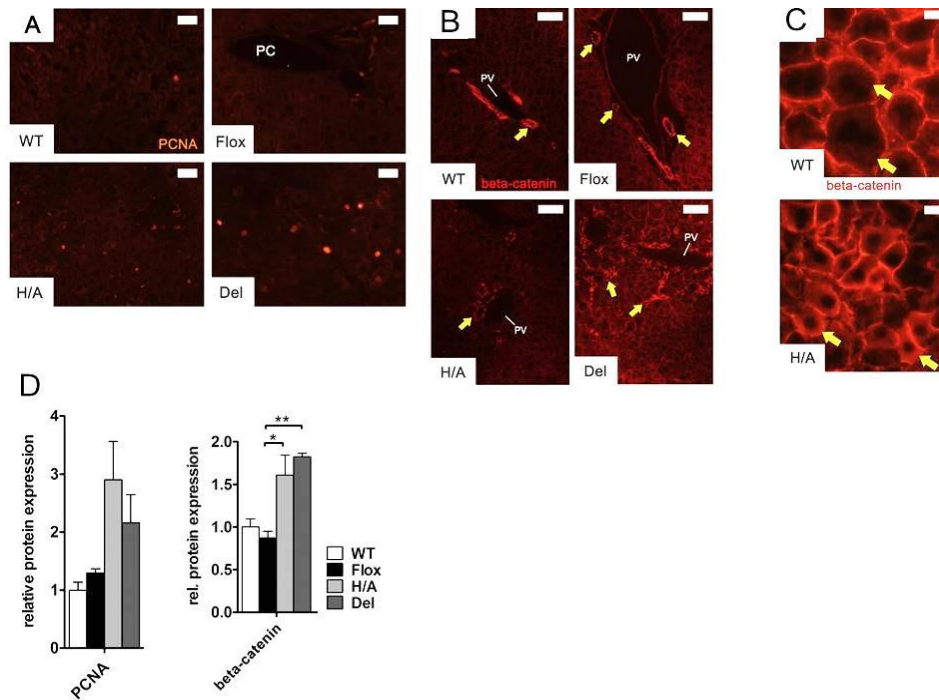 A
PC
WT
PCNA
Flox
H/A
Del
B
PV
PV
WT
beta-catenin
Flox
PV
PV
H/A
Del
C
WT
beta-catenin
H/A
D
relative protein expression
4
3
2
1
0
PCNA
rel. protein expression
2.0
1.5
1.0
0.5
0.0
*
**
beta-catenin
WT
Flox
H/A
Del